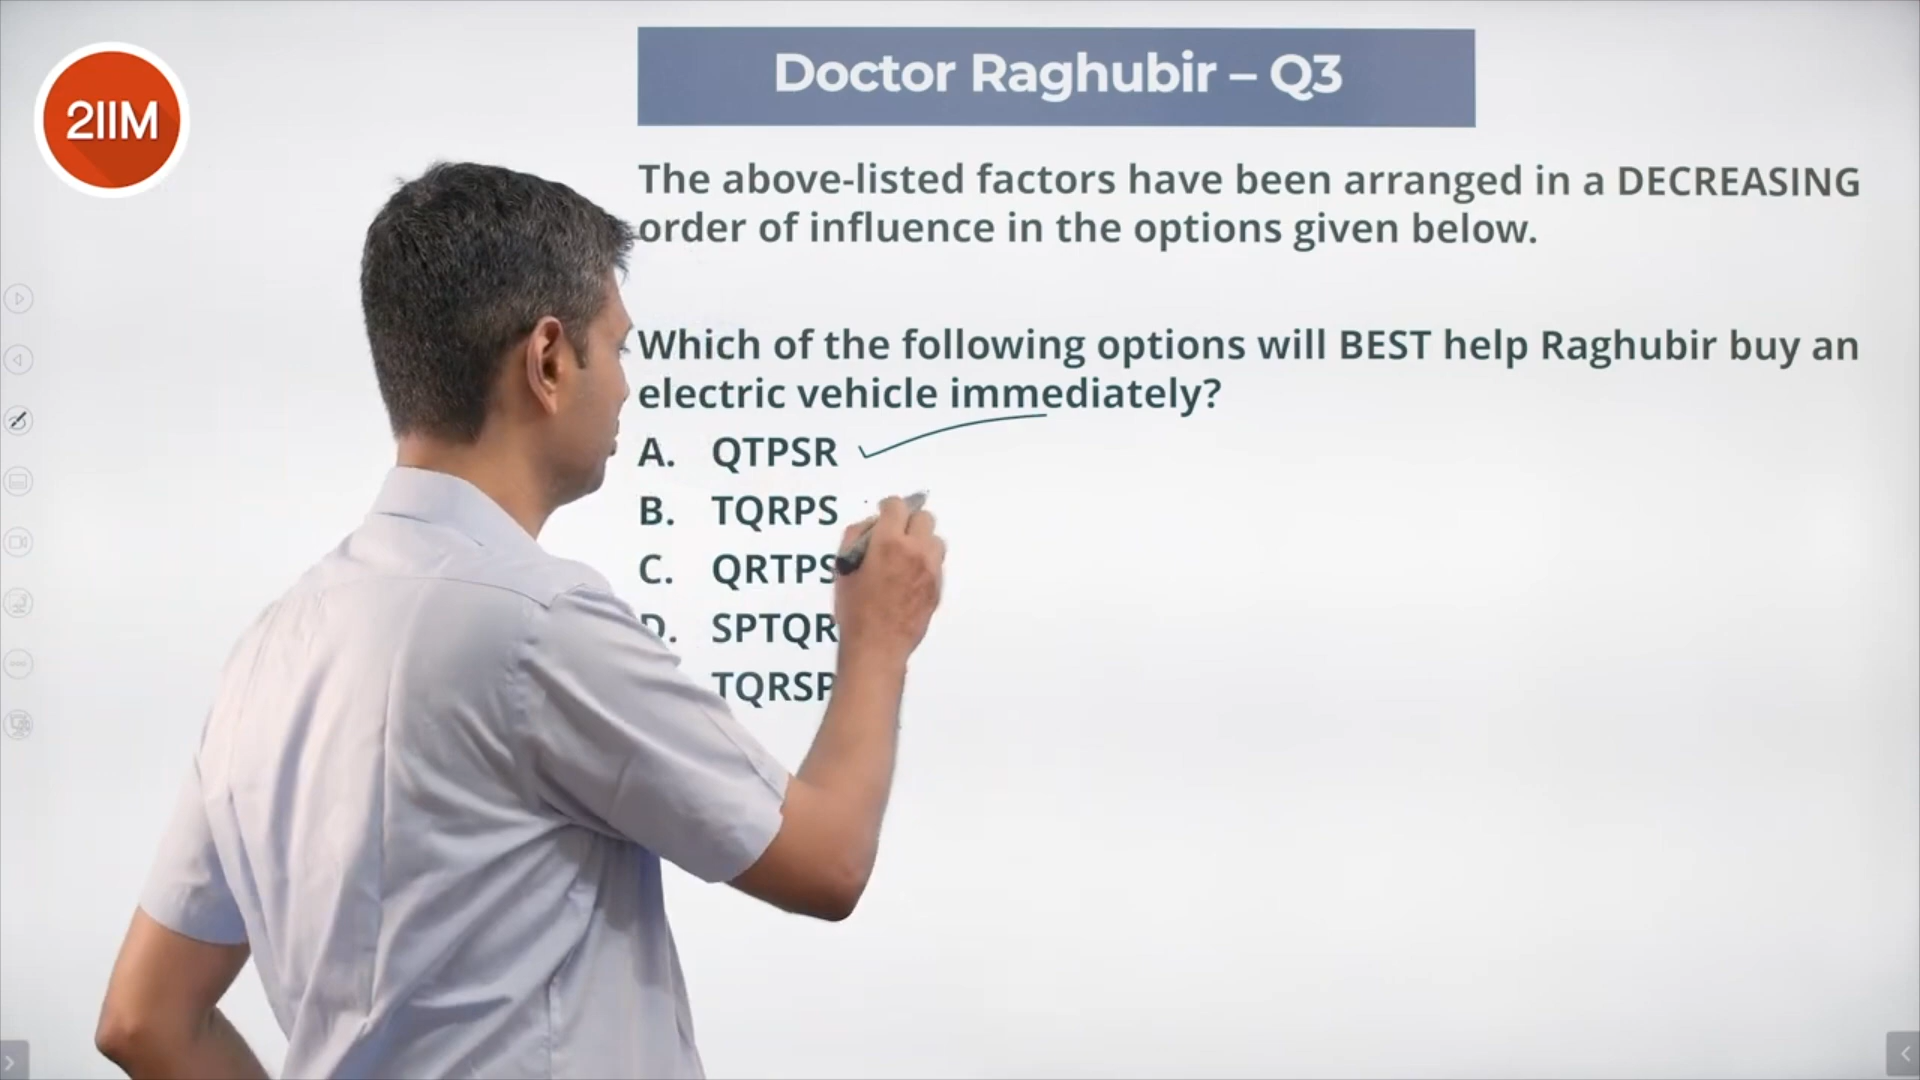 2IIM
Doctor Raghubir – Q3
The above-listed factors have been arranged in a DECREASING
order of influence in the options given below.
Which of the following options will BEST help Raghubir buy an
electric vehicle immediately?
A. QTPSR
B. TQRPS
C. QRTPS
D. SPTQR
TQRSP